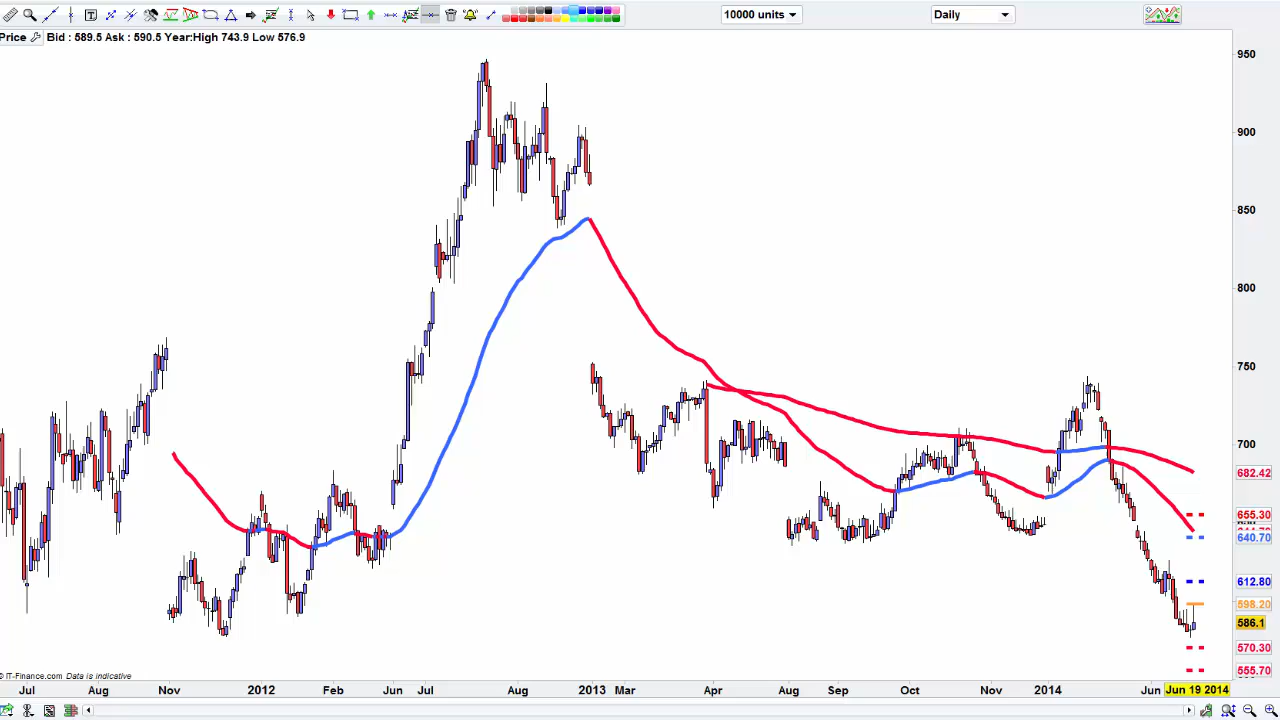 T
10000 units
Daily
Price Bid : 589.5 Ask : 590.5 Year:High 743.9 Low 576.9
950
900
850
800
750
700
682.42
655.30
640.70
612.80
598.20
586.1
570.30
555.70
© IT-Finance.com Data is indicative
Jul Aug Nov 2012 Feb Jun Jul Aug 2013 Mar Apr Aug Sep Oct Nov 2014 Jun Jun 19 2014